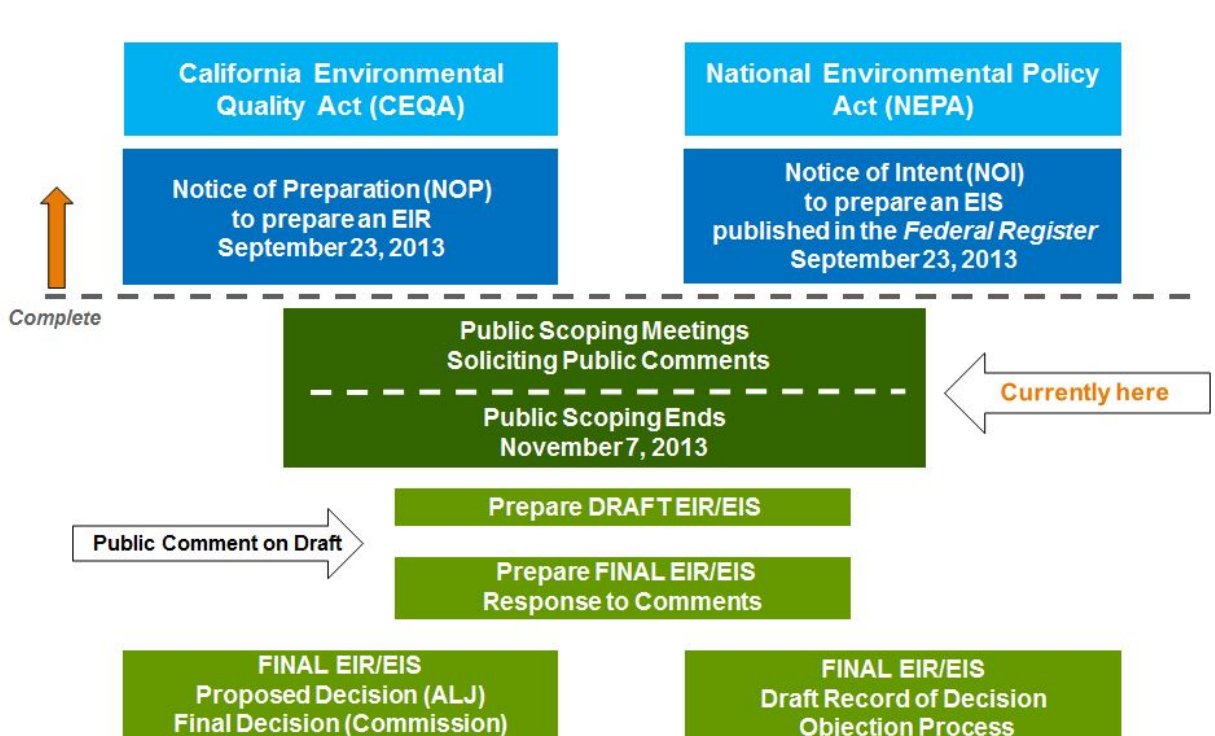 California Environmental
Quality Act (CEQA)
National Environmental Policy
Act (NEPA)
Notice of Preparation (NOP)
to prepare an EIR
September 23, 2013
Notice of Intent (NOI)
to prepare an EIS
published in the Federal Register
September 23, 2013
Complete
Public Scoping Meetings
Soliciting Public Comments
Public Scoping Ends
November 7, 2013
Currently here
Prepare DRAFT EIR/EIS
Public Comment on Draft
Prepare FINAL EIR/EIS
Response to Comments
FINAL EIR/EIS
Proposed Decision (ALJ)
Final Decision (Commission)
FINAL EIR/EIS
Draft Record of Decision
Objection Process